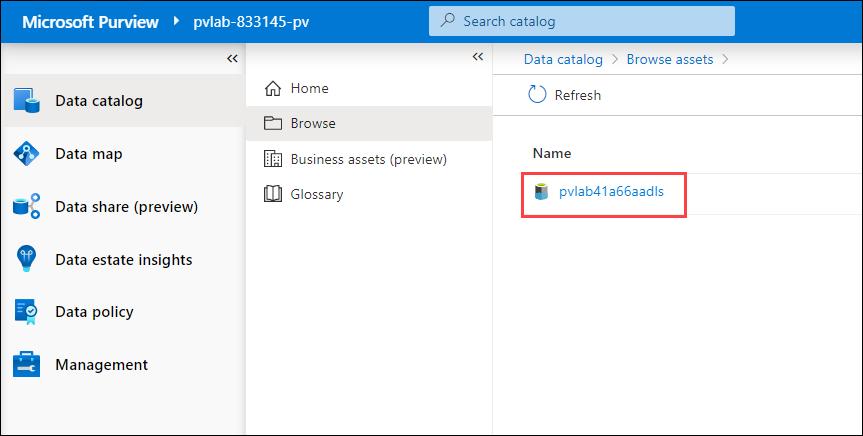 Microsoft Purview pvlab-833145-pv
Search catalog
Data catalog
Data map
Data share (preview)
Data estate insights
Data policy
Management
Home
Browse
Business assets (preview)
Glossary
Data catalog Browse assets
Refresh
Name
pvlab41a66aadls